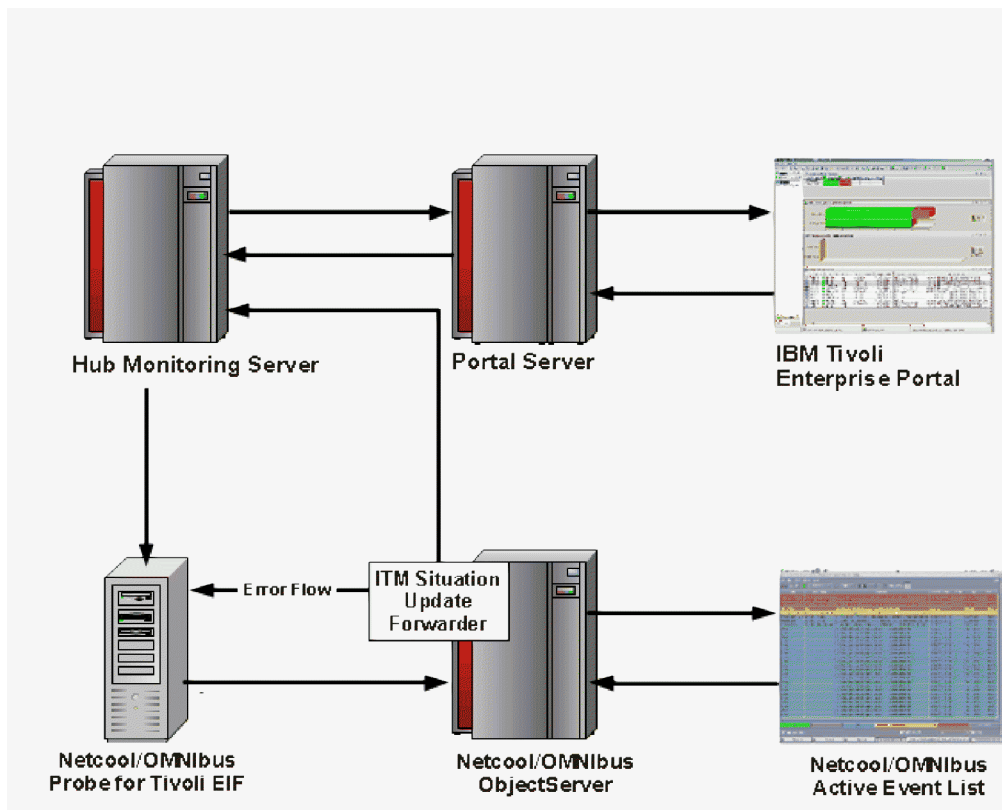 Hub Monitoring Server
Portal Server
IBM Tivoli
Enterprise Portal
Error Flow
ITM Situation
Update
Forwarder
Netcool/OMNIbus
Probe for Tivoli EIF
Netcool/OMNIbus
ObjectServer
Netcool/OMNIbus
Active Event List